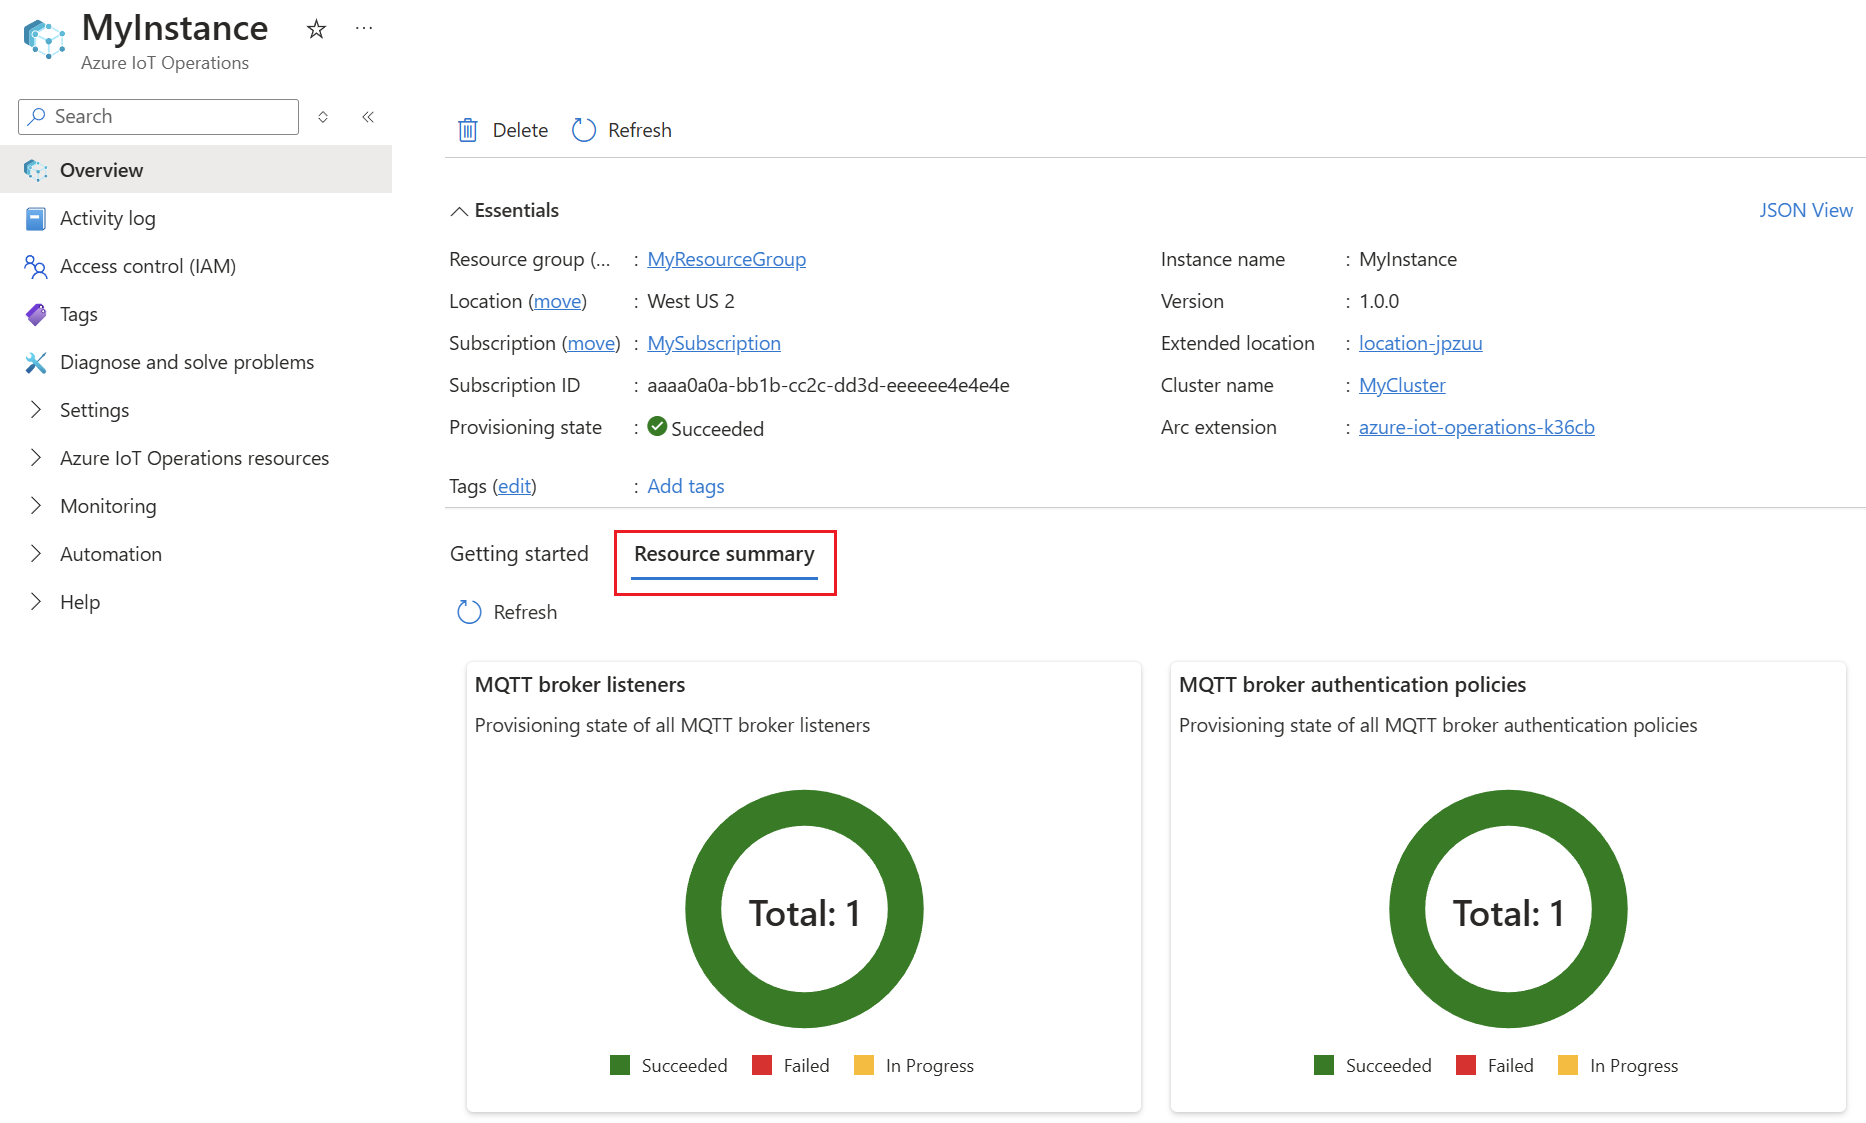 MyInstance
Azure IoT Operations
Search
Overview
Activity log
Access control (IAM)
Tags
Diagnose and solve problems
Settings
Azure IoT Operations resources
Monitoring
Automation
Help
Delete Refresh
Essentials JSON View
Resource group (... : MyResourceGroup
Location (move) : West US 2
Subscription (move) : MySubscription
Subscription ID : aaaa0a0a-bb1b-cc2c-dd3d-eeeeee4e4e4e
Provisioning state : Succeeded
Instance name : MyInstance
Version : 1.0.0
Extended location : location-jpzuu
Cluster name : MyCluster
Arc extension : azure-iot-operations-k36cb
Tags (edit) : Add tags
Getting started Resource summary
Refresh
MQTT broker listeners
Provisioning state of all MQTT broker listeners
Total: 1
Succeeded Failed In Progress
MQTT broker authentication policies
Provisioning state of all MQTT broker authentication policies
Total: 1
Succeeded Failed In Progress